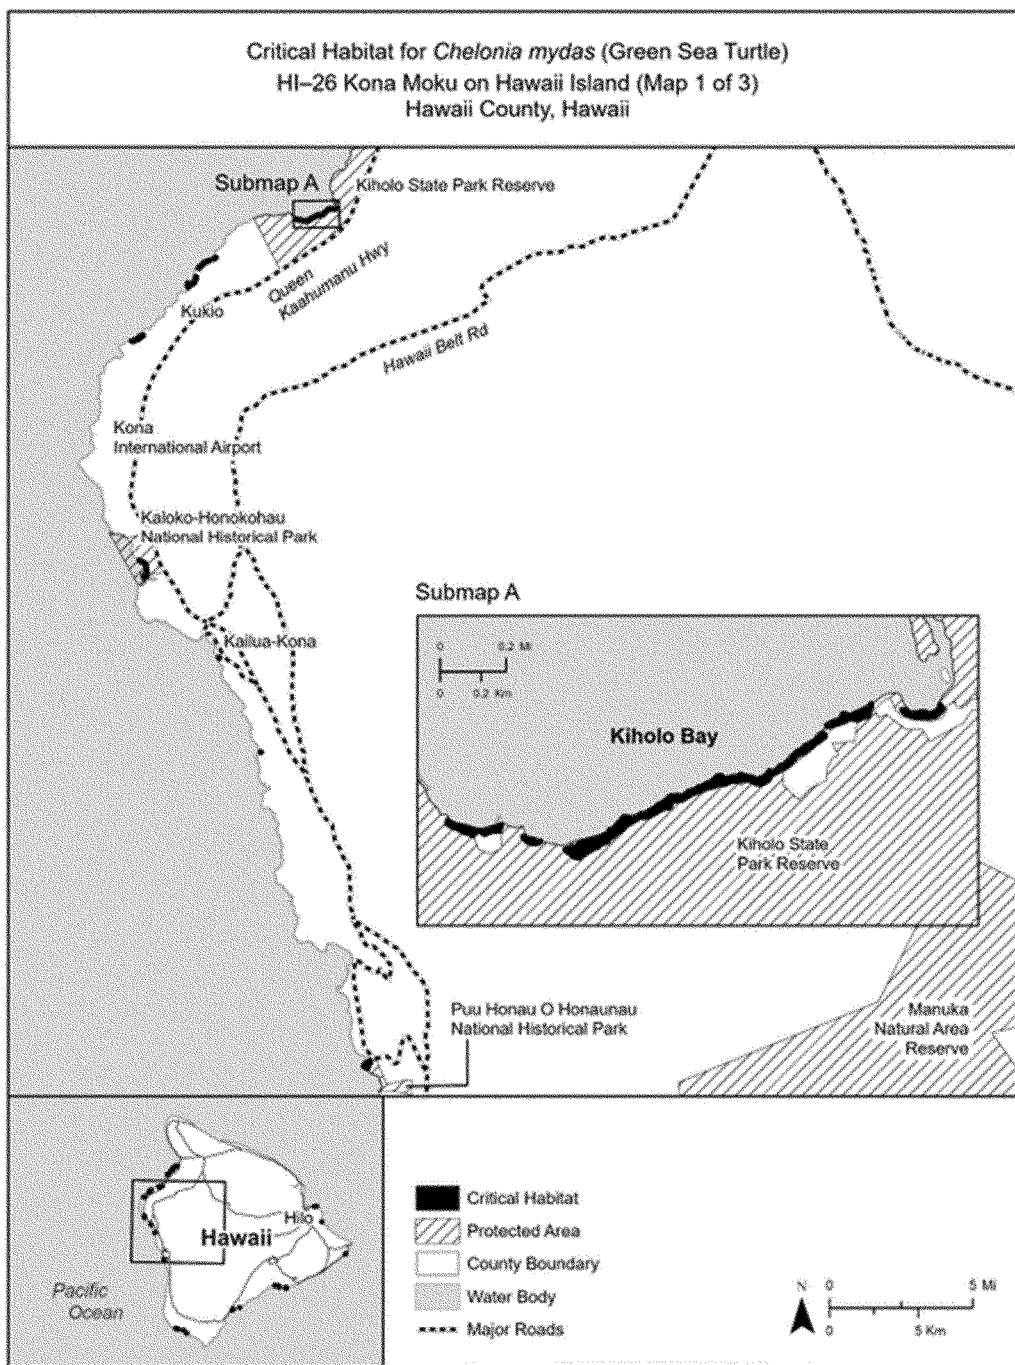 Critical Habitat for Chelonia mydas (Green Sea Turtle)
HI–26 Kona Moku on Hawaii Island (Map 1 of 3)
Hawaii County, Hawaii
Submap A
Kiholo State Park Reserve
Queen
Kaahumanu Hwy
Kukio
Hawaii Belt Rd
Kona
International Airport
Kaloko-Honokohau
National Historical Park
Kailua-Kona
Submap A
0 0.2 Mi
0 0.2 Km
Kiholo Bay
Kiholo State
Park Reserve
Puu Honau O Honaunau
National Historical Park
Manuka
Natural Area
Reserve
Hilo
Hawaii
Pacific
Ocean
Critical Habitat
Protected Area
County Boundary
Water Body
Major Roads
N
0 5 Mi
0 5 Km